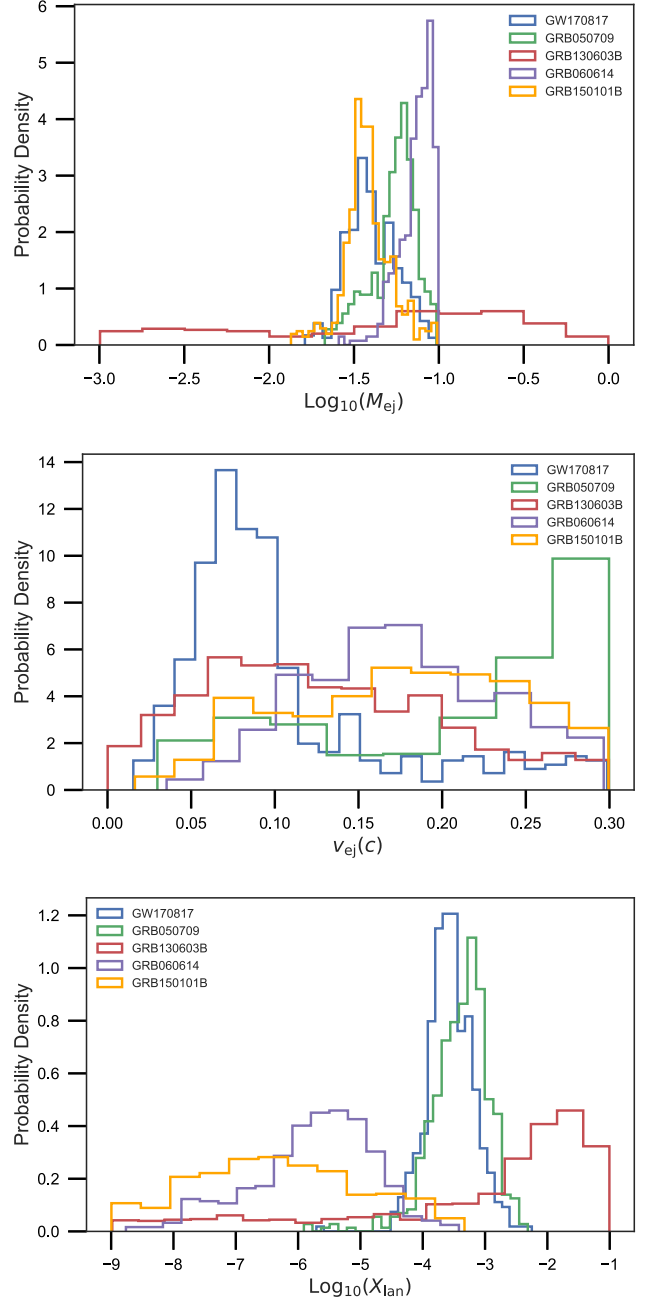 6
5
4
3
2
1
0
Probability Density
GW170817
GRB050709
GRB130603B
GRB060614
GRB150101B
−3.0 −2.5 −2.0 −1.5 −1.0 −0.5 0.0
Log10(Mej)
14
12
10
8
6
4
2
0
Probability Density
GW170817
GRB050709
GRB130603B
GRB060614
GRB150101B
0.00 0.05 0.10 0.15 0.20 0.25 0.30
vej(c)
1.2
1.0
0.8
0.6
0.4
0.2
0.0
Probability Density
GW170817
GRB050709
GRB130603B
GRB060614
GRB150101B
−9 −8 −7 −6 −5 −4 −3 −2 −1
Log10(Xlan)